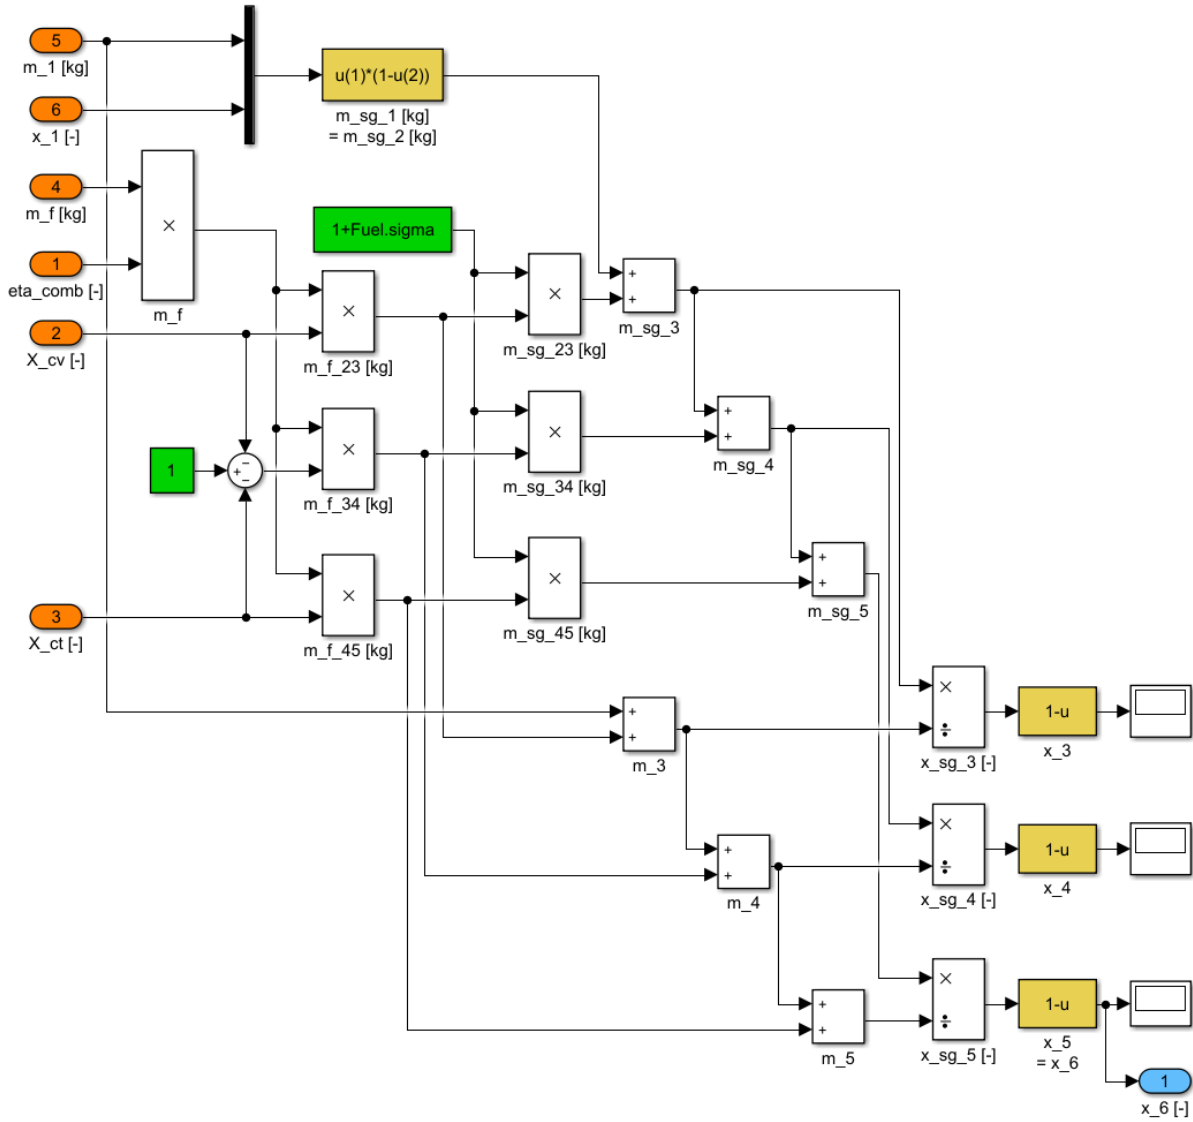 5
m_1 [kg]
6
x_1 [-]
u(1)*(1-u(2))
m_sg_1 [kg]
= m_sg_2 [kg]
4
m_f [kg]
×
m_f
1
eta_comb [-]
2
X_cv [-]
1+Fuel.sigma
×
m_f_23 [kg]
×
m_sg_23 [kg]
+
+
m_sg_3
1
+
−
−
×
m_f_34 [kg]
×
m_sg_34 [kg]
+
+
m_sg_4
3
X_ct [-]
×
m_f_45 [kg]
×
m_sg_45 [kg]
+
+
m_sg_5
+
+
m_3
×
÷
x_sg_3 [-]
1-u
x_3
+
+
m_4
×
÷
x_sg_4 [-]
1-u
x_4
+
+
m_5
×
÷
x_sg_5 [-]
1-u
x_5
= x_6
1
x_6 [-]